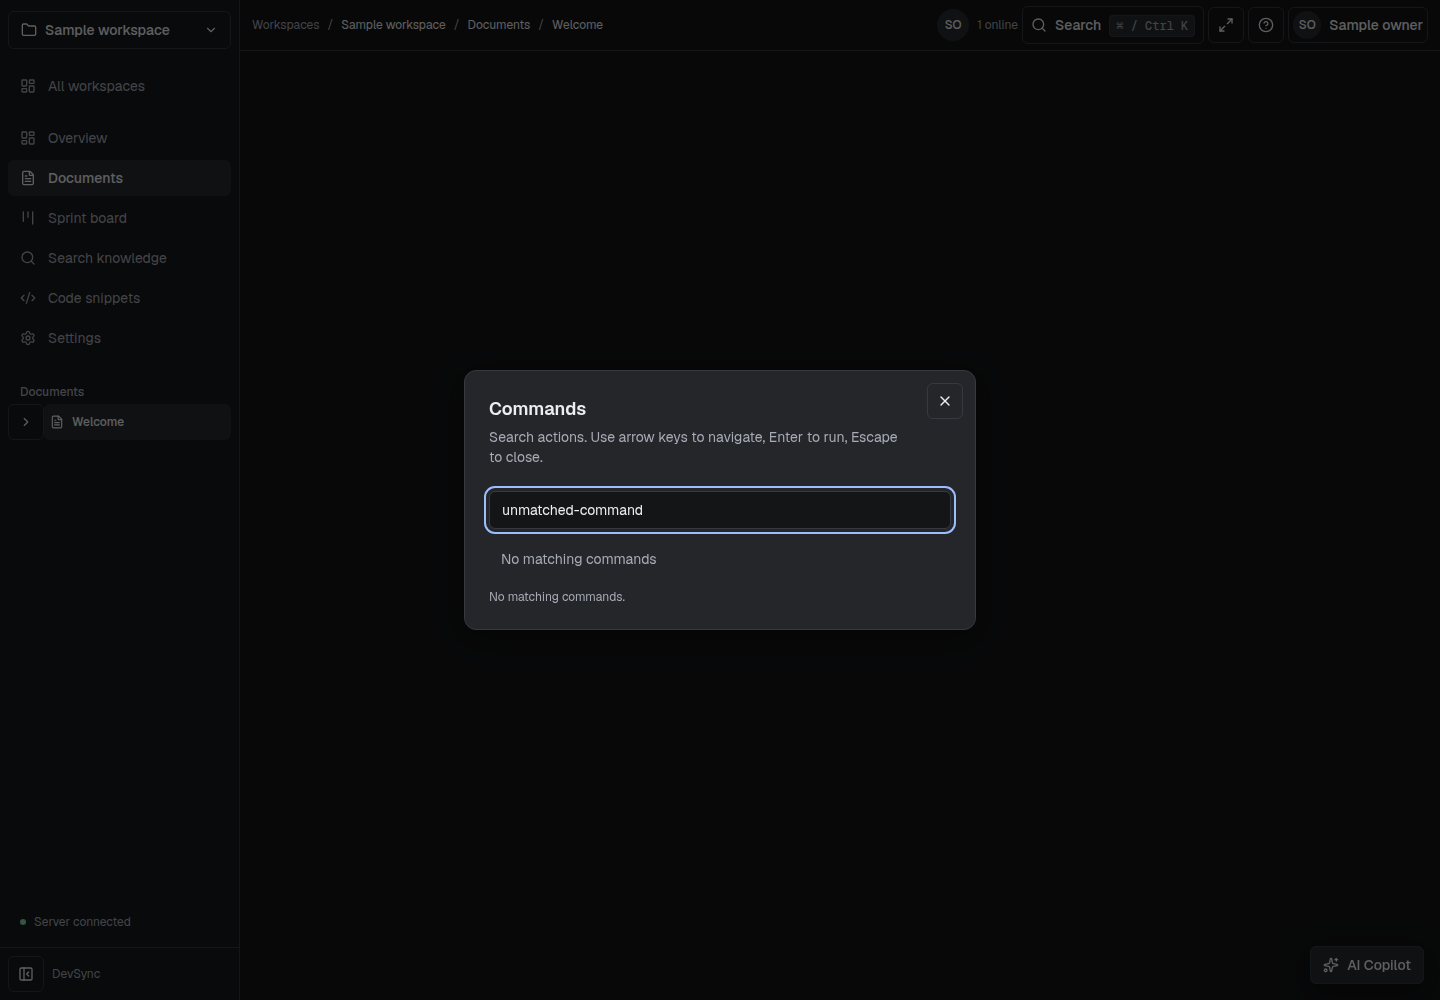 Sample workspace
Workspaces / Sample workspace / Documents / Welcome
SO 1 online
Search ⌘ / Ctrl K
SO Sample owner
All workspaces
Overview
Documents
Sprint board
Search knowledge
Code snippets
Settings
Documents
Welcome
Commands
Search actions. Use arrow keys to navigate, Enter to run, Escape
to close.
unmatched-command
No matching commands
No matching commands.
Server connected
DevSync
AI Copilot